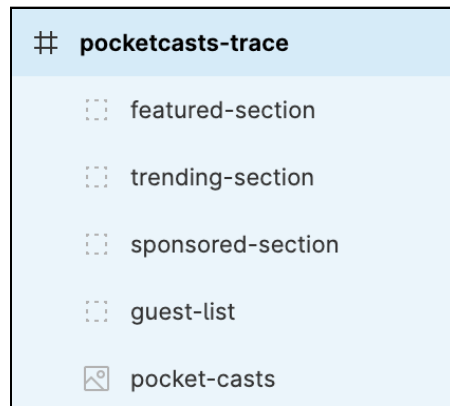 pocketcasts-trace
featured-section
trending-section
sponsored-section
guest-list
pocket-casts